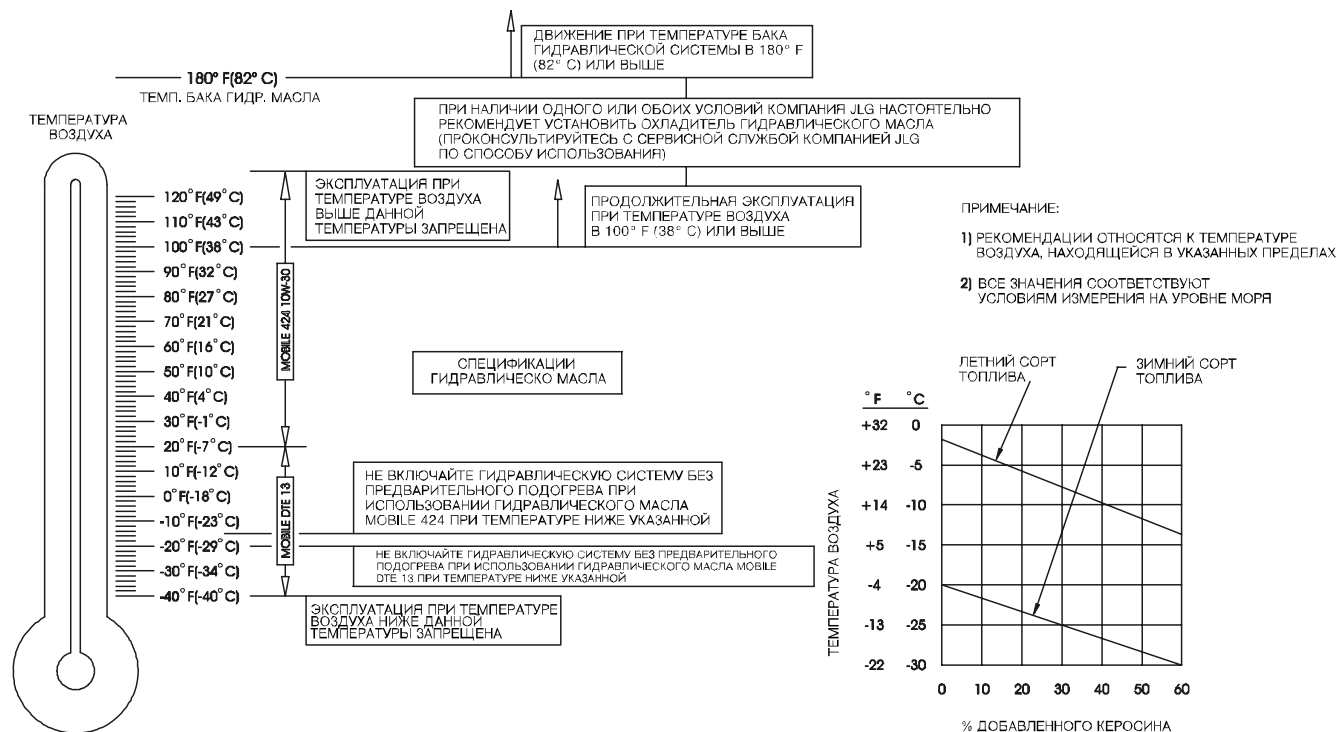 ДВИЖЕНИЕ ПРИ ТЕМПЕРАТУРЕ БАКА
ГИДРАВЛИЧЕСКОЙ СИСТЕМЫ В 180° F
(82° C) ИЛИ ВЫШЕ
180° F(82° C)
ТЕМП. БАКА ГИДР. МАСЛА
ПРИ НАЛИЧИИ ОДНОГО ИЛИ ОБОИХ УСЛОВИЙ КОМПАНИЯ JLG НАСТОЯТЕЛЬНО
РЕКОМЕНДУЕТ УСТАНОВИТЬ ОХЛАДИТЕЛЬ ГИДРАВЛИЧЕСКОГО МАСЛА
(ПРОКОНСУЛЬТИРУЙТЕСЬ С СЕРВИСНОЙ СЛУЖБОЙ КОМПАНИЕЙ JLG
ПО СПОСОБУ ИСПОЛЬЗОВАНИЯ)
ТЕМПЕРАТУРА
ВОЗДУХА
120° F(49° C)
110° F(43° C)
100° F(38° C)
90° F(32° C)
80° F(27° C)
70° F(21° C)
60° F(16° C)
50° F(10° C)
40° F(4° C)
30° F(-1° C)
20° F(-7° C)
10° F(-12° C)
0° F(-18° C)
-10° F(-23° C)
-20° F(-29° C)
-30° F(-34° C)
-40° F(-40° C)
MOBILE 424 10W-30
MOBILE DTE 13
ЭКСПЛУАТАЦИЯ ПРИ
ТЕМПЕРАТУРЕ ВОЗДУХА
ВЫШЕ ДАННОЙ
ТЕМПЕРАТУРЫ ЗАПРЕЩЕНА
ПРОДОЛЖИТЕЛЬНАЯ ЭКСПЛУАТАЦИЯ
ПРИ ТЕМПЕРАТУРЕ ВОЗДУХА
В 100° F (38° C) ИЛИ ВЫШЕ
СПЕЦИФИКАЦИИ
ГИДРАВЛИЧЕСКО МАСЛА
НЕ ВКЛЮЧАЙТЕ ГИДРАВЛИЧЕСКУЮ СИСТЕМУ БЕЗ
ПРЕДВАРИТЕЛЬНОГО ПОДОГРЕВА ПРИ
ИСПОЛЬЗОВАНИИ ГИДРАВЛИЧЕСКОГО МАСЛА
MOBILE 424 ПРИ ТЕМПЕРАТУРЕ НИЖЕ УКАЗАННОЙ
НЕ ВКЛЮЧАЙТЕ ГИДРАВЛИЧЕСКУЮ СИСТЕМУ БЕЗ ПРЕДВАРИТЕЛЬНОГО
ПОДОГРЕВА ПРИ ИСПОЛЬЗОВАНИИ ГИДРАВЛИЧЕСКОГО МАСЛА MOBILE
DTE 13 ПРИ ТЕМПЕРАТУРЕ НИЖЕ УКАЗАННОЙ
ЭКСПЛУАТАЦИЯ ПРИ ТЕМПЕРАТУРЕ
ВОЗДУХА НИЖЕ ДАННОЙ
ТЕМПЕРАТУРЫ ЗАПРЕЩЕНА
ПРИМЕЧАНИЕ:
1) РЕКОМЕНДАЦИИ ОТНОСЯТСЯ К ТЕМПЕРАТУРЕ
ВОЗДУХА, НАХОДЯЩЕЙСЯ В УКАЗАННЫХ ПРЕДЕЛАХ
2) ВСЕ ЗНАЧЕНИЯ СООТВЕТСТВУЮТ
УСЛОВИЯМ ИЗМЕРЕНИЯ НА УРОВНЕ МОРЯ
ЛЕТНИЙ СОРТ
ТОПЛИВА
ЗИМНИЙ СОРТ
ТОПЛИВА
°F °C
+32 0
+23 -5
+14 -10
+5 -15
-4 -20
-13 -25
-22 -30
ТЕМПЕРАТУРА ВОЗДУХА
0 10 20 30 40 50 60
% ДОБАВЛЕННОГО КЕРОСИНА